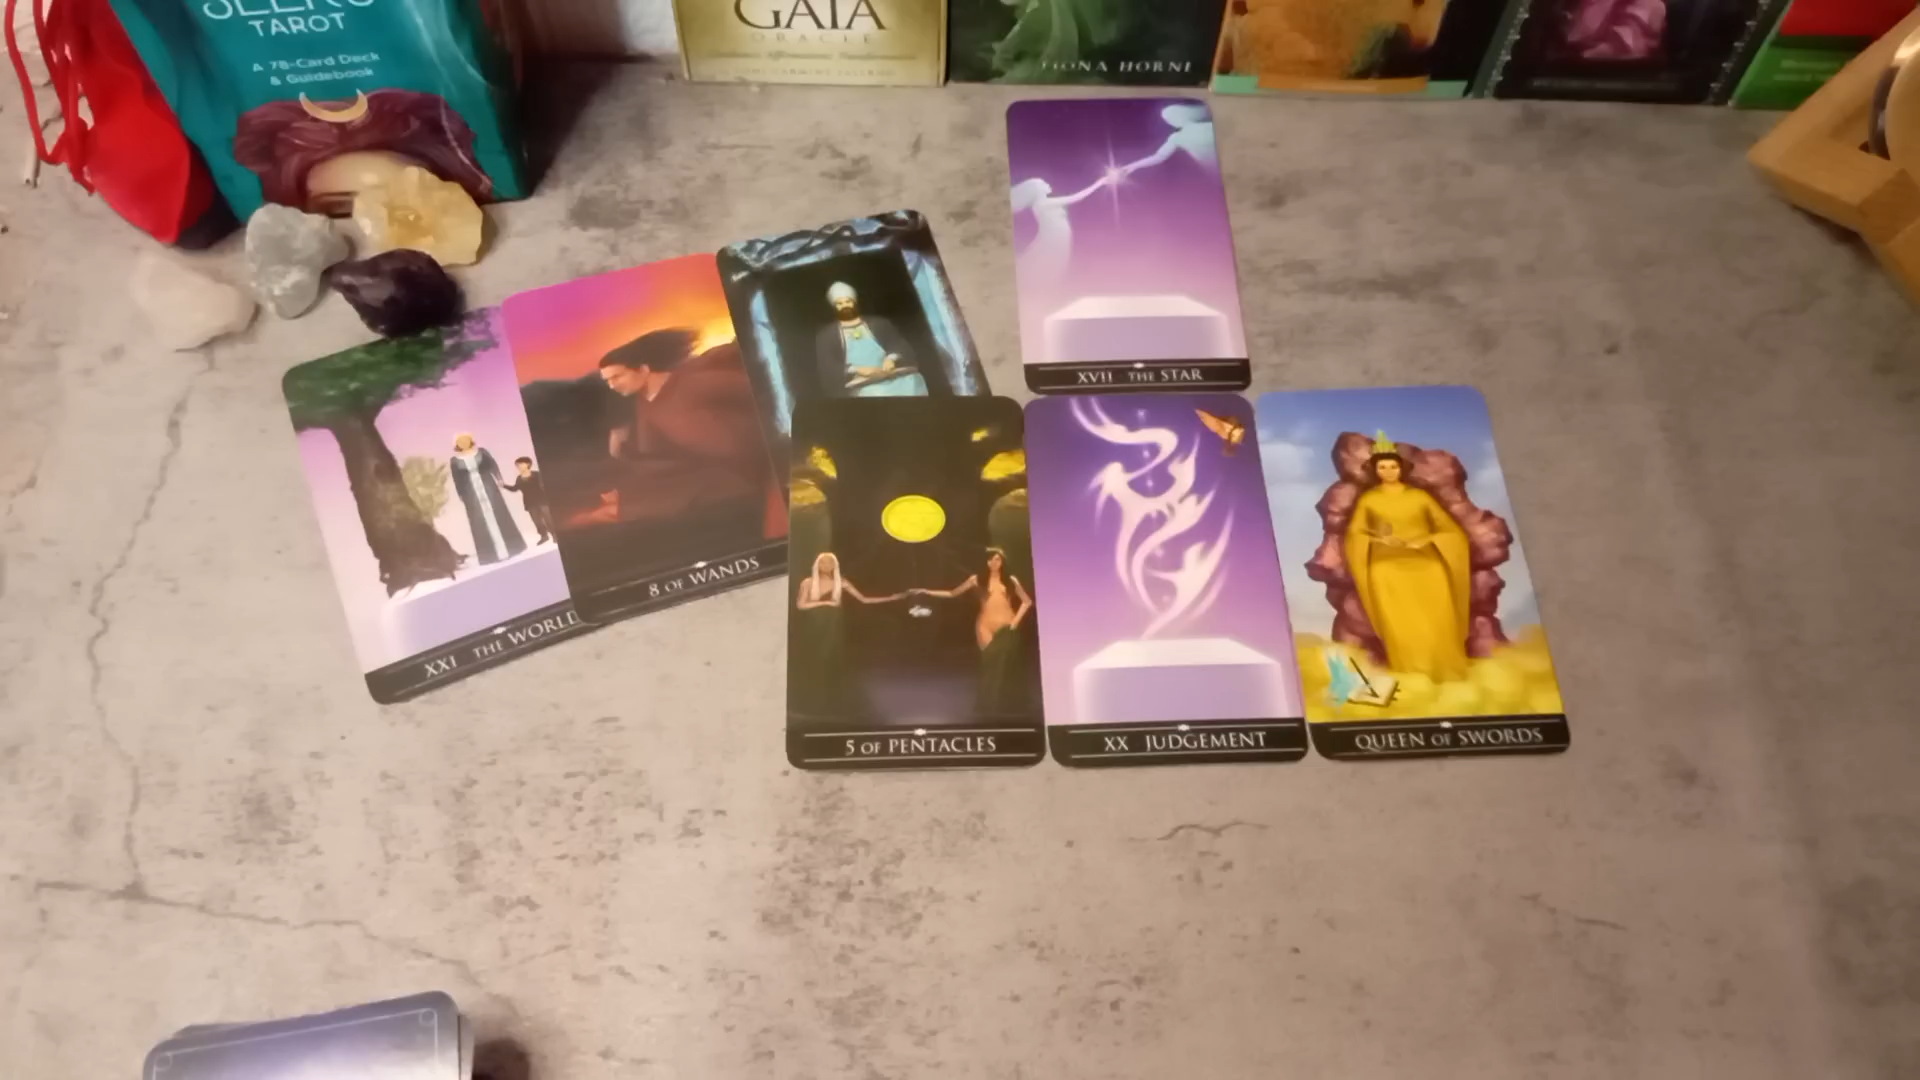 TAROT
A 78-Card Deck
& Guidebook
GAIA
ORACLE
FIONA HORNE
XVII THE STAR
8 OF WANDS
XXI THE WORLD
5 OF PENTACLES
XX JUDGEMENT
QUEEN OF SWORDS